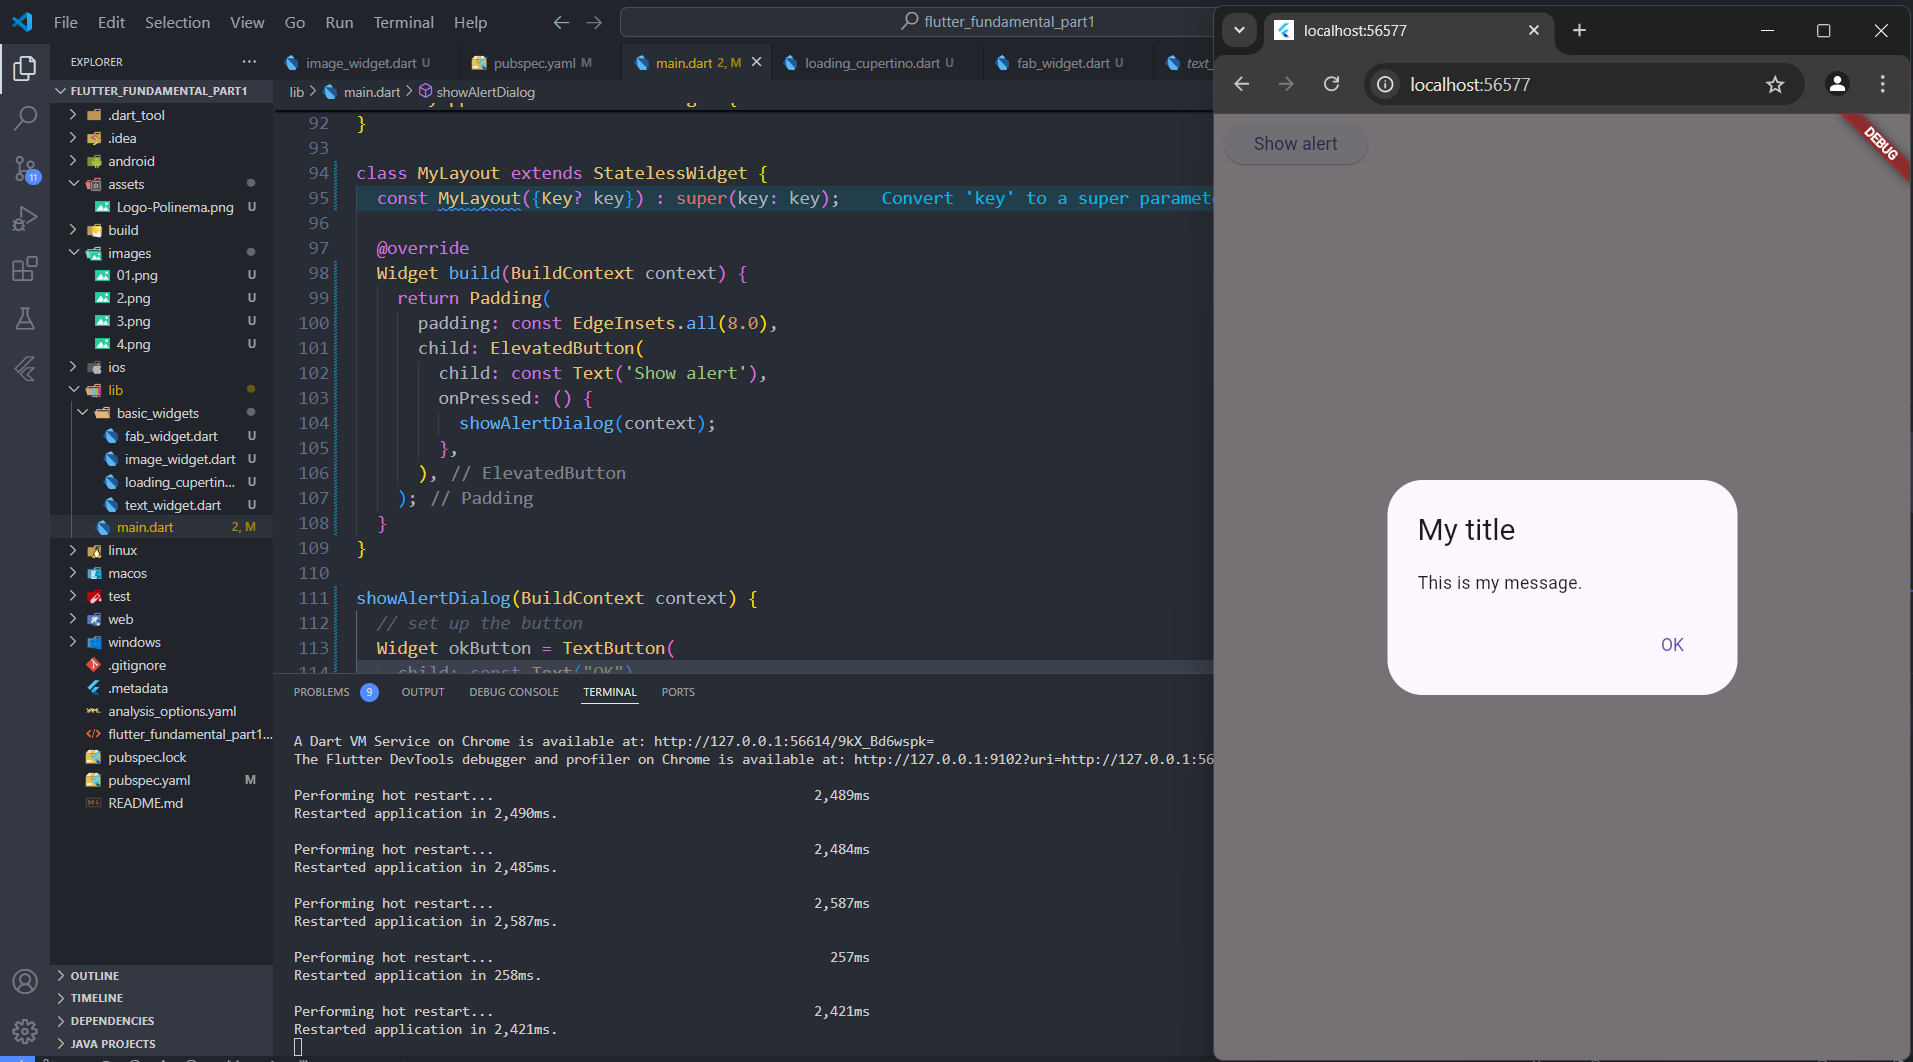 File Edit Selection View Go Run Terminal Help
flutter_fundamental_part1
EXPLORER
FLUTTER_FUNDAMENTAL_PART1
.dart_tool
.idea
android
assets
Logo-Polinema.png U
build
images
01.png U
2.png U
3.png U
4.png U
ios
lib
basic_widgets
fab_widget.dart U
image_widget.dart U
loading_cupertin... U
text_widget.dart U
main.dart 2, M
linux
macos
test
web
windows
.gitignore
.metadata
analysis_options.yaml
flutter_fundamental_part1...
pubspec.lock
pubspec.yaml M
README.md
OUTLINE
TIMELINE
DEPENDENCIES
JAVA PROJECTS
11
image_widget.dart U
pubspec.yaml M
main.dart 2, M
loading_cupertino.dart U
fab_widget.dart U
text_
lib > main.dart > showAlertDialog
92 }
93
94 class MyLayout extends StatelessWidget {
95 const MyLayout({Key? key}) : super(key: key); Convert 'key' to a super paramet
96
97 @override
98 Widget build(BuildContext context) {
99 return Padding(
100 padding: const EdgeInsets.all(8.0),
101 child: ElevatedButton(
102 child: const Text('Show alert'),
103 onPressed: () {
104 showAlertDialog(context);
105 },
106 ), // ElevatedButton
107 ); // Padding
108 }
109 }
110
111 showAlertDialog(BuildContext context) {
112 // set up the button
113 Widget okButton = TextButton(
114 child: const Text("OK")
PROBLEMS 9 OUTPUT DEBUG CONSOLE TERMINAL PORTS
A Dart VM Service on Chrome is available at: http://127.0.0.1:56614/9kX_Bd6wspk=
The Flutter DevTools debugger and profiler on Chrome is available at: http://127.0.0.1:9102?uri=http://127.0.0.1:56
Performing hot restart... 2,489ms
Restarted application in 2,490ms.
Performing hot restart... 2,484ms
Restarted application in 2,485ms.
Performing hot restart... 2,587ms
Restarted application in 2,587ms.
Performing hot restart... 257ms
Restarted application in 258ms.
Performing hot restart... 2,421ms
Restarted application in 2,421ms.
localhost:56577
localhost:56577
Show alert
DEBUG
My title
This is my message.
OK